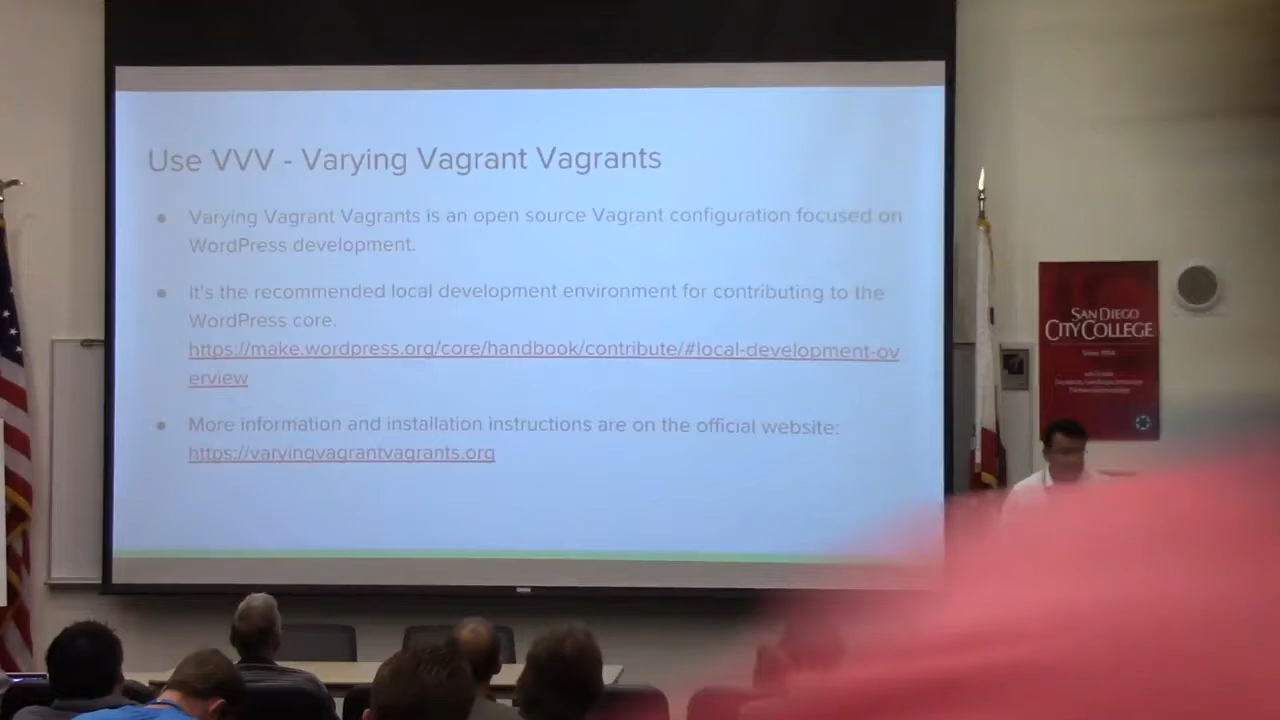 Use VVV - Varying Vagrant Vagrants
● Varying Vagrant Vagrants is an open source Vagrant configuration focused on
WordPress development.
● It's the recommended local development environment for contributing to the
WordPress core.
https://make.wordpress.org/core/handbook/contribute/#local-development-ov
erview
● More information and installation instructions are on the official website:
https://varyingvagrantvagrants.org
SAN DIEGO
CITY COLLEGE